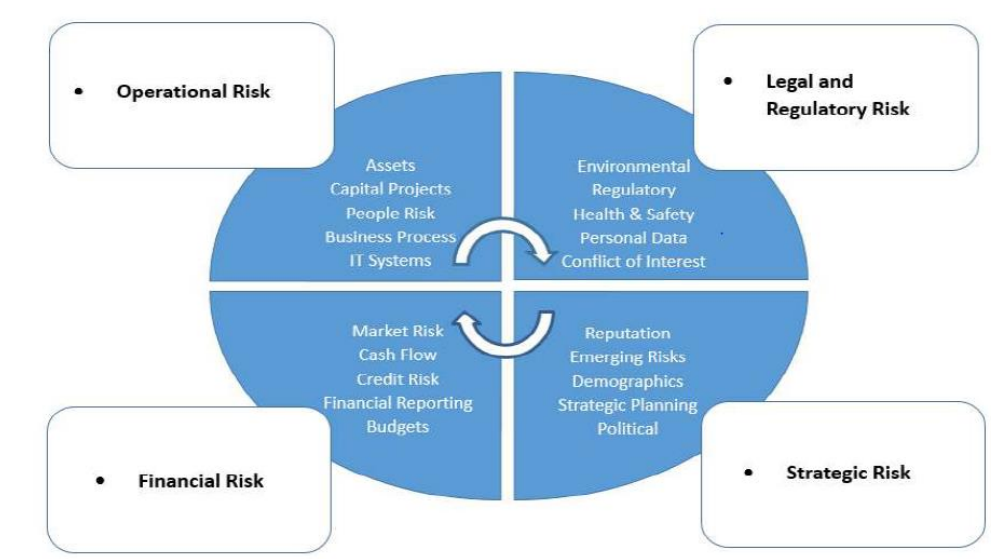 • Operational Risk
• Legal and
Regulatory Risk
Assets
Capital Projects
People Risk
Business Process
IT Systems
Environmental
Regulatory
Health & Safety
Personal Data
Conflict of Interest
Market Risk
Cash Flow
Credit Risk
Financial Reporting
Budgets
Reputation
Emerging Risks
Demographics
Strategic Planning
Political
• Financial Risk
• Strategic Risk